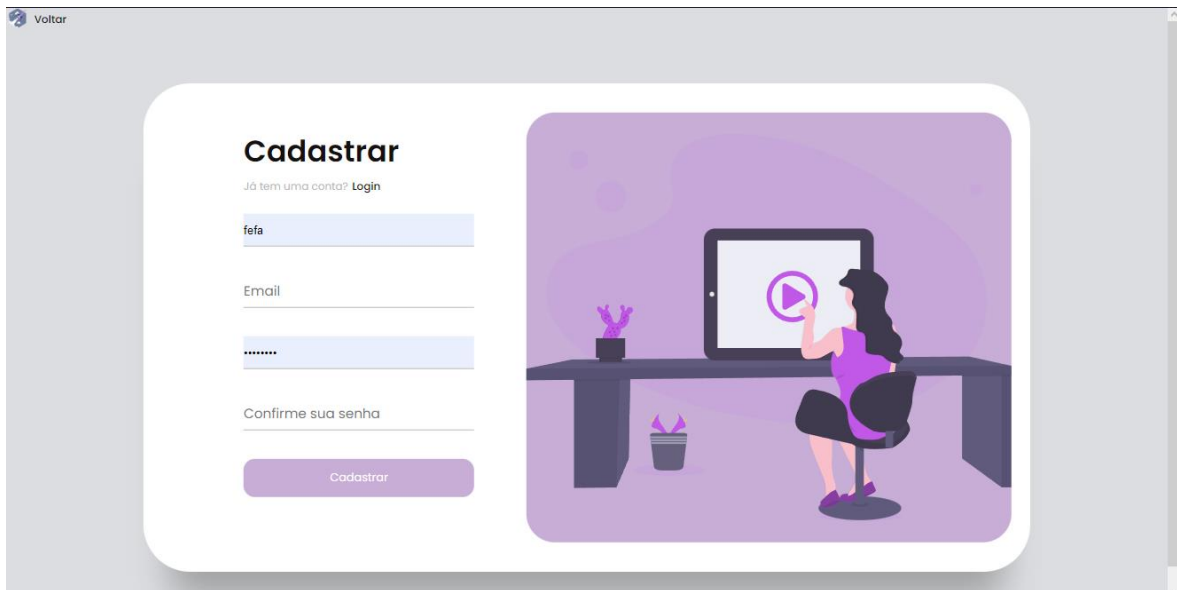 Voltar
Cadastrar
Já tem uma conta? Login
fefa
Email
••••••••
Confirme sua senha
Cadastrar